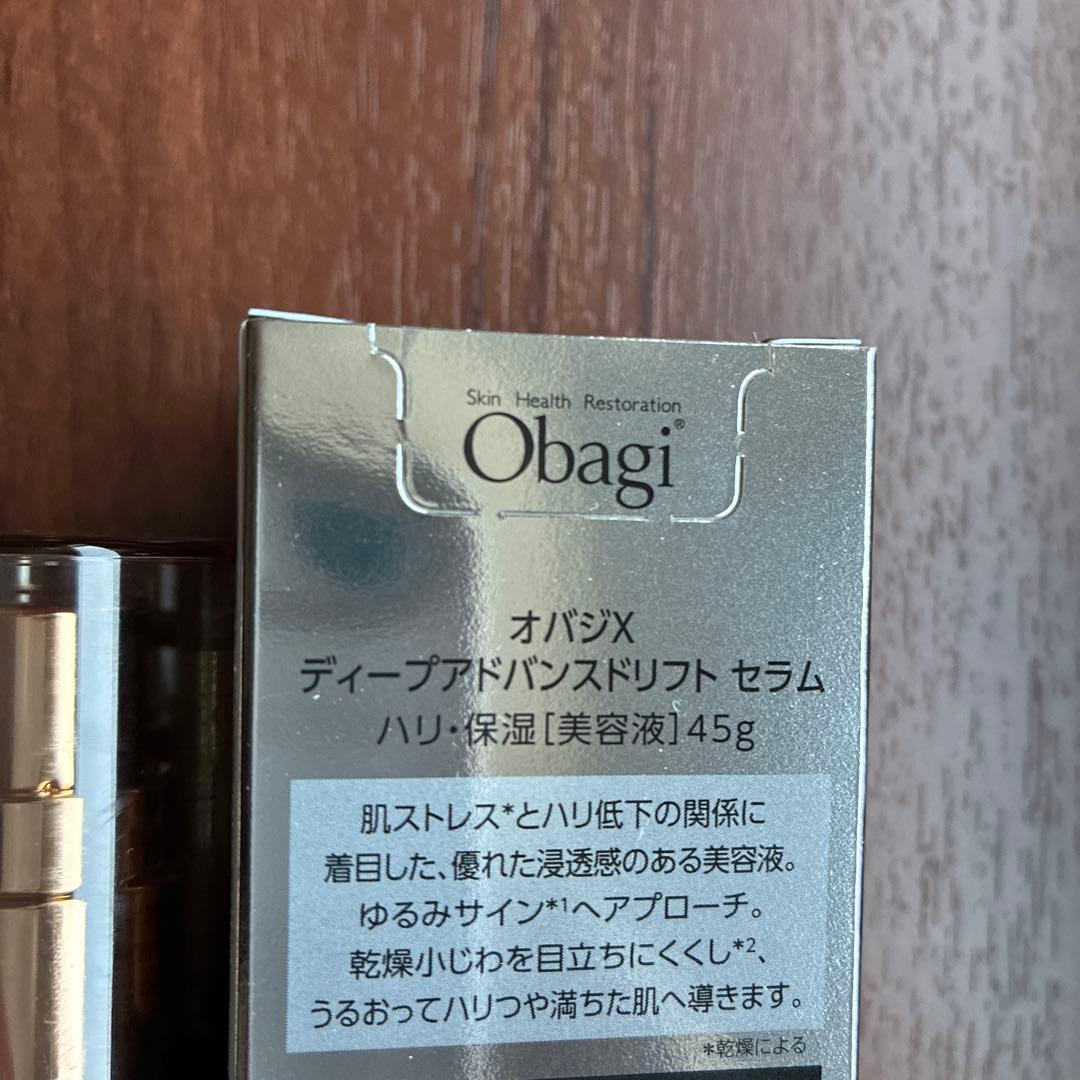 Skin Health Restoration
Obagi®
オバジX
ディープアドバンスドリフト セラム
ハリ・保湿[美容液]45g
肌ストレス*とハリ低下の関係に
着目した、優れた浸透感のある美容液。
ゆるみサイン*1へアプローチ。
乾燥小じわを目立ちにくくし*2、
うるおってハリつや満ちた肌へ導きます。
*乾燥による